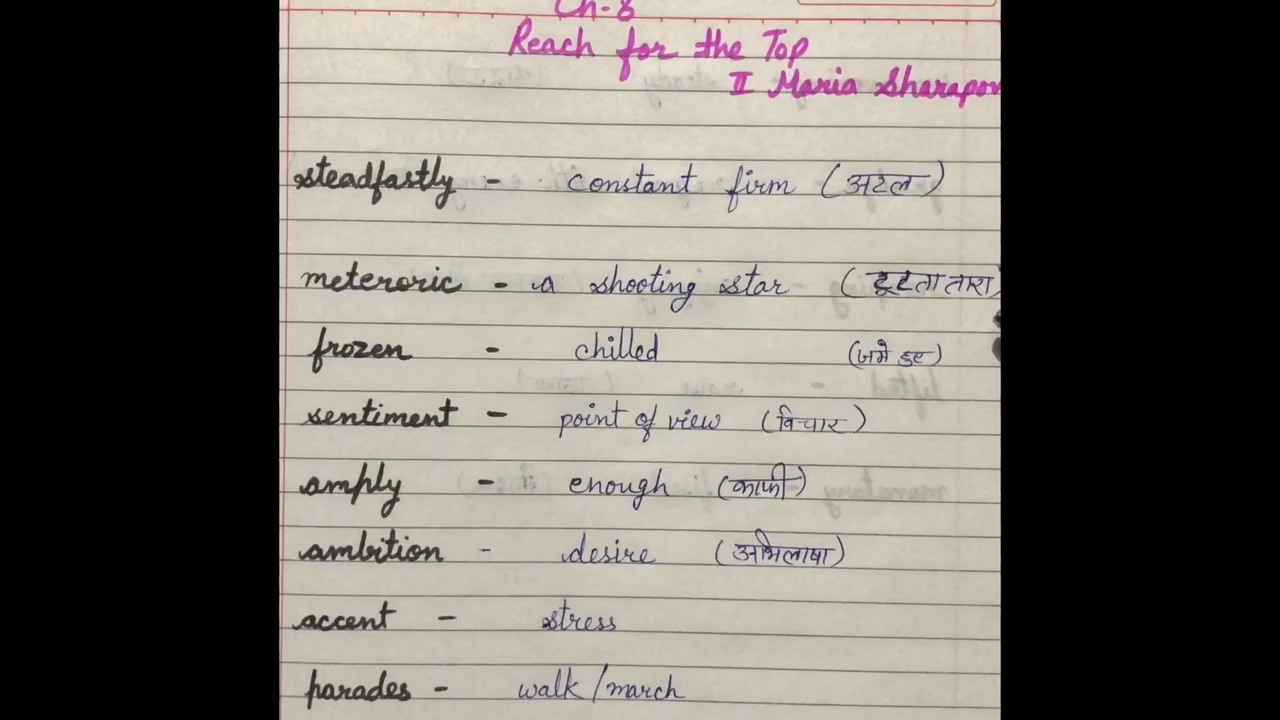 Ch-8
Reach for the Top
II Maria Sharapov
steadfastly - constant firm (अटल)
meteroric - a shooting star (टूटता तारा)
frozen - chilled (जमे हुए)
sentiment - point of view (विचार)
amply - enough (काफी)
ambition - desire (अभिलाषा)
accent - stress
parades - walk/march